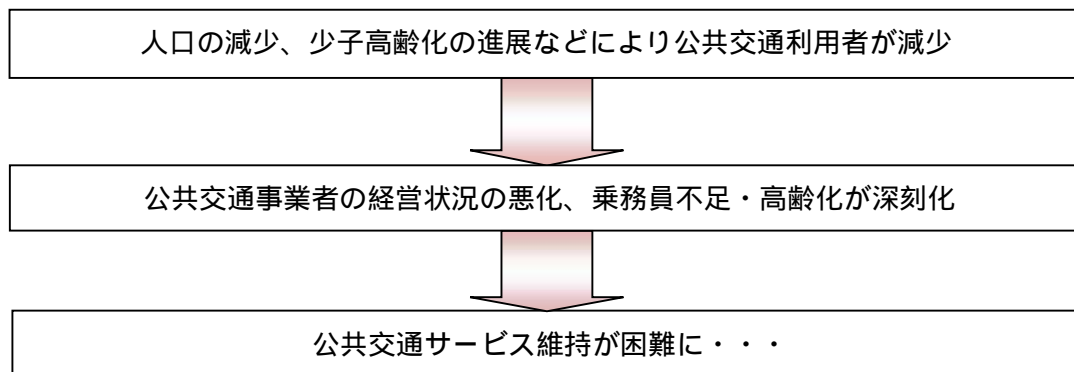 人口の減少、少子高齢化の進展などにより公共交通利用者が減少
公共交通事業者の経営状況の悪化、乗務員不足・高齢化が深刻化
公共交通サービス維持が困難に・・・